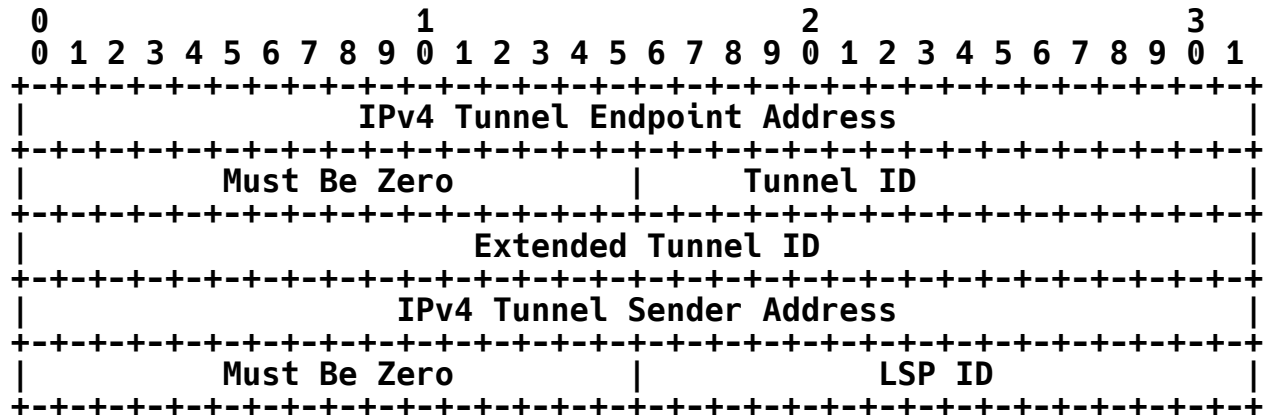 0                   1                   2                   3
 0 1 2 3 4 5 6 7 8 9 0 1 2 3 4 5 6 7 8 9 0 1 2 3 4 5 6 7 8 9 0 1
+-+-+-+-+-+-+-+-+-+-+-+-+-+-+-+-+-+-+-+-+-+-+-+-+-+-+-+-+-+-+-+-+
|                 IPv4 Tunnel Endpoint Address                  |
+-+-+-+-+-+-+-+-+-+-+-+-+-+-+-+-+-+-+-+-+-+-+-+-+-+-+-+-+-+-+-+-+
|          Must Be Zero         |     Tunnel ID                 |
+-+-+-+-+-+-+-+-+-+-+-+-+-+-+-+-+-+-+-+-+-+-+-+-+-+-+-+-+-+-+-+-+
|                       Extended Tunnel ID                      |
+-+-+-+-+-+-+-+-+-+-+-+-+-+-+-+-+-+-+-+-+-+-+-+-+-+-+-+-+-+-+-+-+
|                   IPv4 Tunnel Sender Address                  |
+-+-+-+-+-+-+-+-+-+-+-+-+-+-+-+-+-+-+-+-+-+-+-+-+-+-+-+-+-+-+-+-+
|          Must Be Zero         |            LSP ID             |
+-+-+-+-+-+-+-+-+-+-+-+-+-+-+-+-+-+-+-+-+-+-+-+-+-+-+-+-+-+-+-+-+